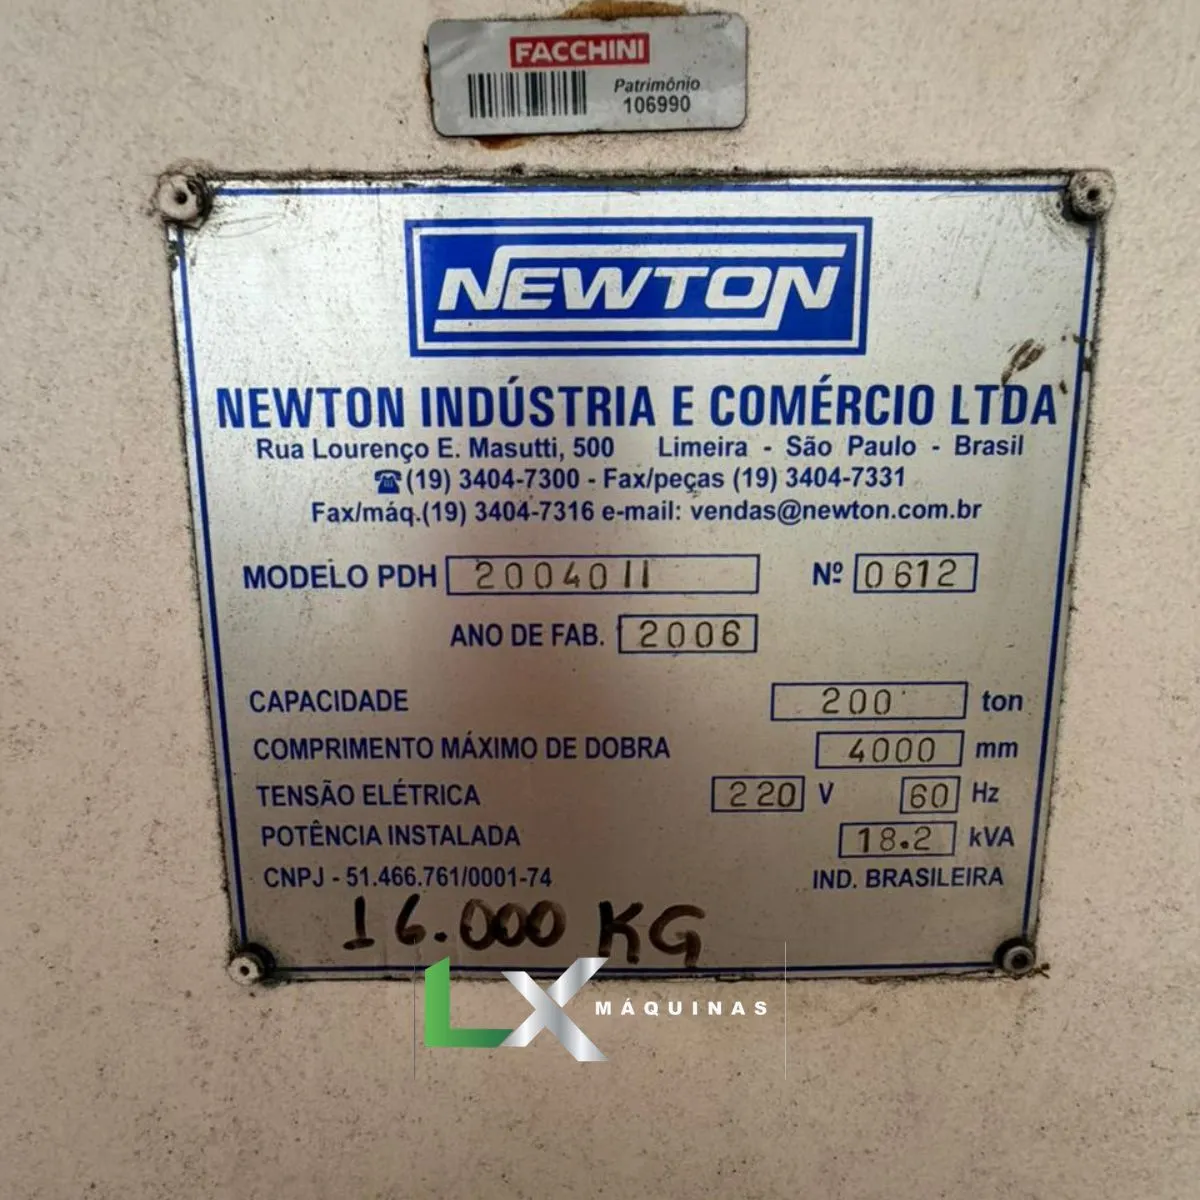 FACCHINI
Patrimônio
106990
NEWTON
NEWTON INDÚSTRIA E COMÉRCIO LTDA
Rua Lourenço E. Masutti, 500 Limeira - São Paulo - Brasil
☎(19) 3404-7300 - Fax/peças (19) 3404-7331
Fax/máq.(19) 3404-7316 e-mail: vendas@newton.com.br
MODELO PDH 20040II Nº 0612
ANO DE FAB. 2006
CAPACIDADE 200 ton
COMPRIMENTO MÁXIMO DE DOBRA 4000 mm
TENSÃO ELÉTRICA 220 V 60 Hz
POTÊNCIA INSTALADA 18.2 kVA
CNPJ - 51.466.761/0001-74 IND. BRASILEIRA
16.000 KG
LX MÁQUINAS